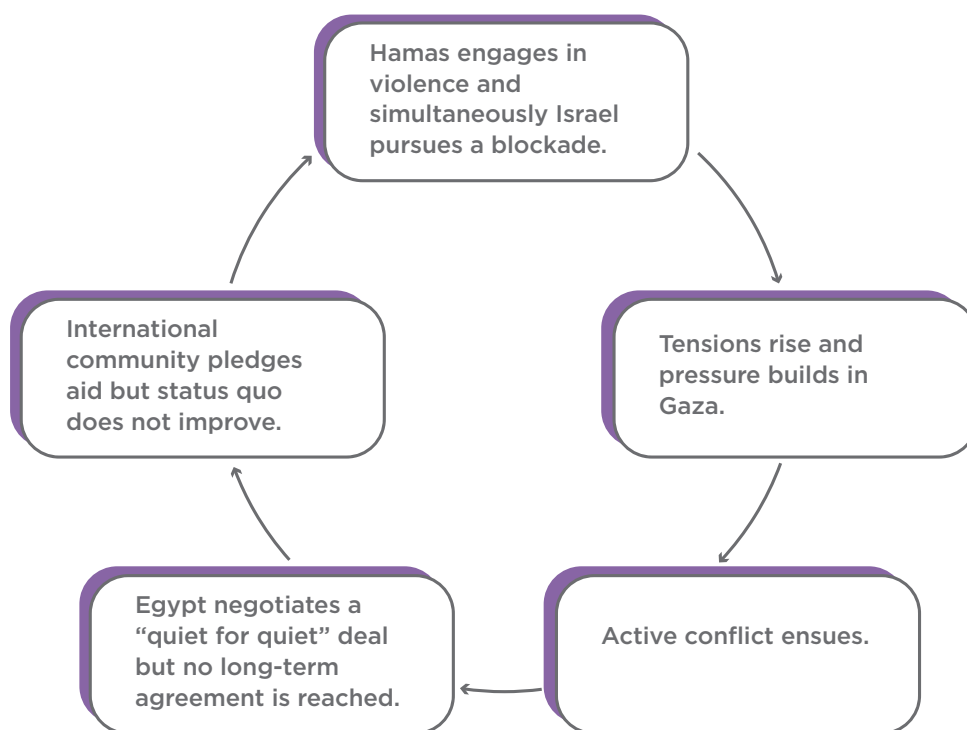 Hamas engages in
violence and
simultaneously Israel
pursues a blockade.
Tensions rise and
pressure builds in
Gaza.
Active conflict ensues.
Egypt negotiates a
“quiet for quiet” deal
but no long-term
agreement is reached.
International
community pledges
aid but status quo
does not improve.